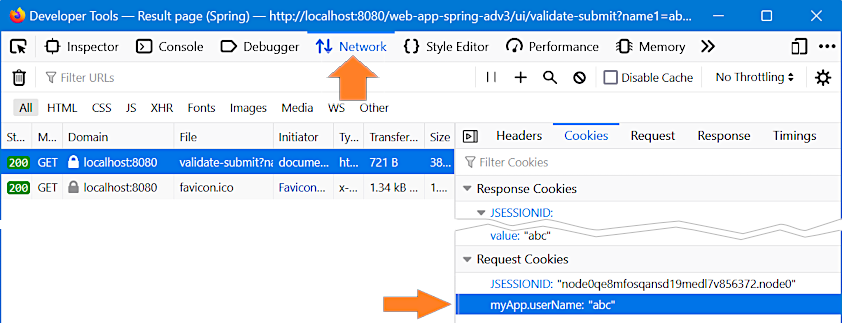 Developer Tools — Result page (Spring) — http://localhost:8080/web-app-spring-adv3/ui/validate-submit?name1=ab...
Inspector Console Debugger Network Style Editor Performance Memory
Filter URLs Disable Cache No Throttling
All HTML CSS JS XHR Fonts Images Media WS Other
St... M... Domain File Initiator Ty... Transfer... Size
200 GET localhost:8080 validate-submit?na docume... ht... 721 B 38...
200 GET localhost:8080 favicon.ico Favicon... x-... 1.34 kB ... 1....
Headers Cookies Request Response Timings
Filter Cookies
Response Cookies
JSESSIONID:
value: "abc"
Request Cookies
JSESSIONID: "node0qe8mfosqansd19medl7v856372.node0"
myApp.userName: "abc"